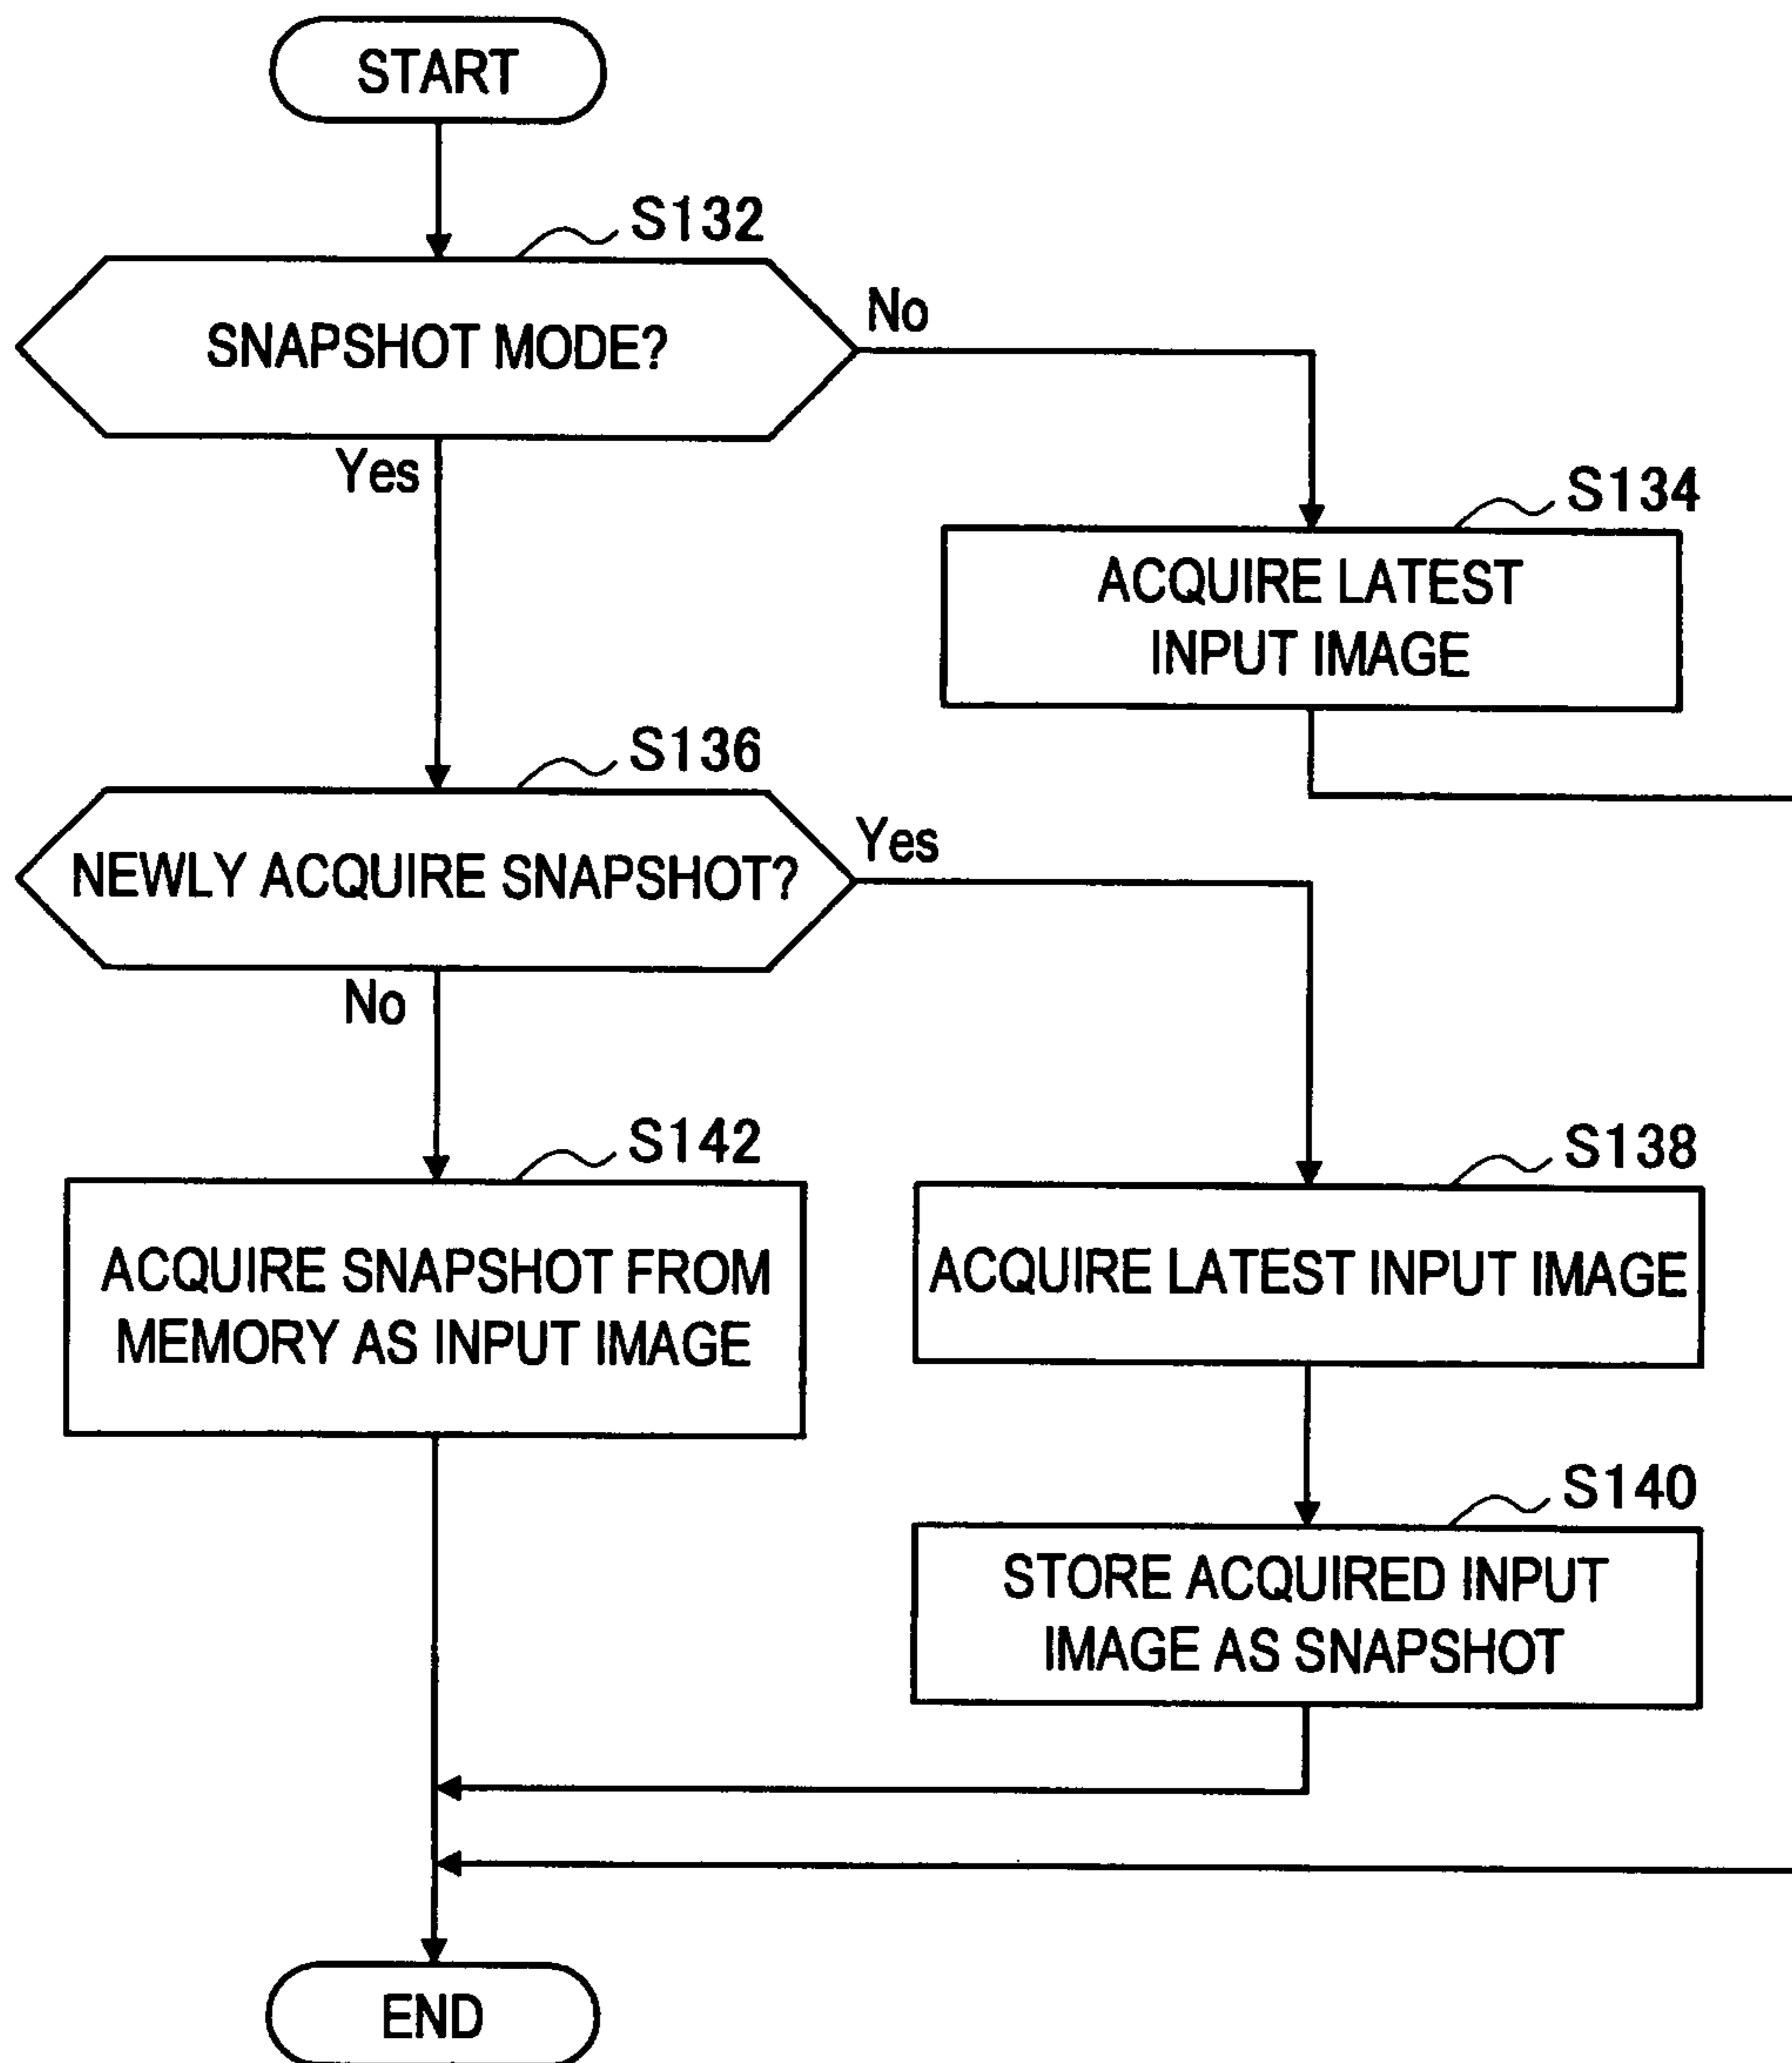 START
S132
SNAPSHOT MODE?
No
Yes
S134
ACQUIRE LATEST
INPUT IMAGE
S136
NEWLY ACQUIRE SNAPSHOT?
Yes
No
S142
ACQUIRE SNAPSHOT FROM
MEMORY AS INPUT IMAGE
S138
ACQUIRE LATEST INPUT IMAGE
S140
STORE ACQUIRED INPUT
IMAGE AS SNAPSHOT
END